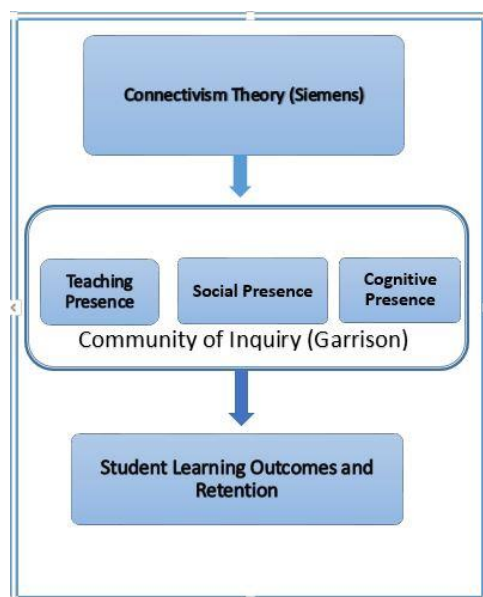 Connectivism Theory (Siemens)
Teaching
Presence
Social Presence
Cognitive
Presence
Community of Inquiry (Garrison)
Student Learning Outcomes and
Retention